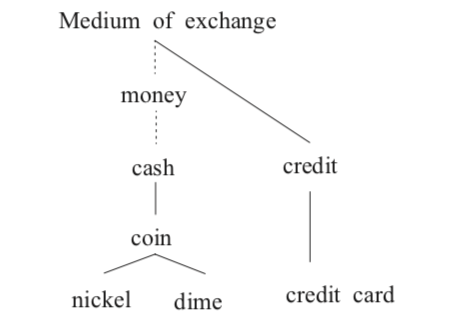 Medium of exchange
money
cash
credit
coin
nickel
dime
credit card